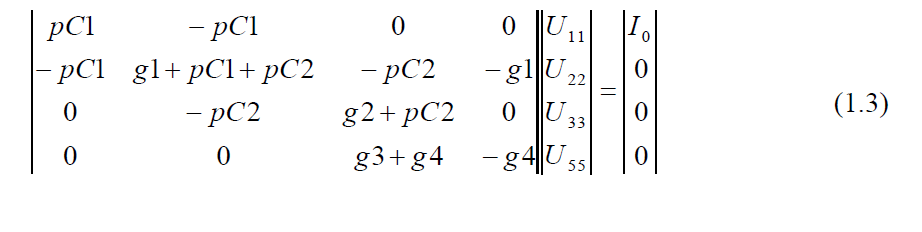 | pC1 − pC1 0 0 || U₁₁ | | I₀ |
| − pC1 g1 + pC1 + pC2 − pC2 − g1 || U₂₂ | = | 0 | (1.3)
| 0 − pC2 g2 + pC2 0 || U₃₃ | | 0 |
| 0 0 g3 + g4 − g4 || U₅₅ | | 0 |